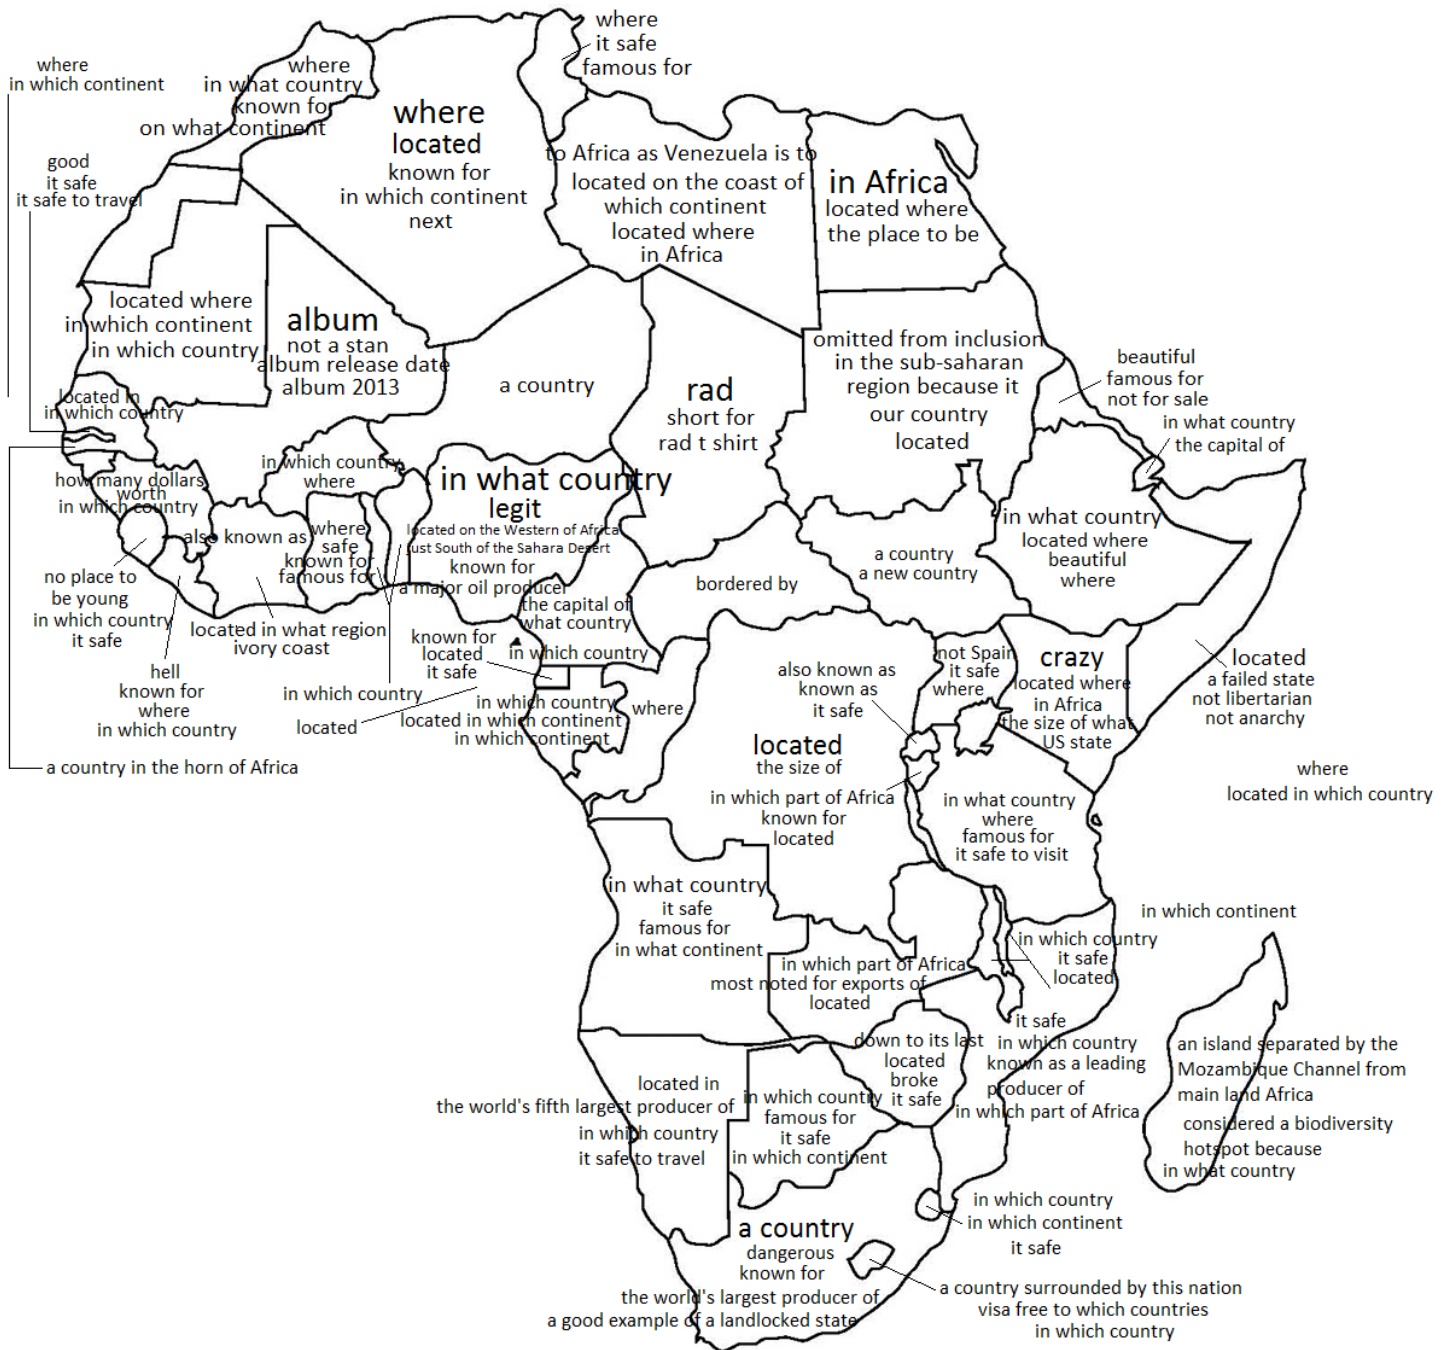 where
it safe
famous for
where
in which continent
where
in what country
known for
on what continent
where
located
known for
in which continent
next
to Africa as Venezuela is to
located on the coast of
which continent
located where
in Africa
in Africa
located where
the place to be
good
it safe
it safe to travel
located where
in which continent
in which country
album
not a stan
album release date
album 2013
a country
rad
short for
rad t shirt
omitted from inclusion
in the sub-saharan
region because it
our country
located
beautiful
famous for
not for sale
in what country
the capital of
located in
in which country
how many dollars
worth
in which country
in which country
where
in what country
legit
located on the Western of Africa
just South of the Sahara Desert
known for
a major oil producer
also known as
where
safe
known for
famous for
in what country
located where
beautiful
where
a country
a new country
bordered by
no place to
be young
in which country
it safe
located in what region
ivory coast
the capital of
what country
in which country
known for
located
it safe
hell
known for
where
in which country
in which country
located
in which country
located in which continent
in which continent
where
also known as
known as
it safe
not Spain
it safe
where
crazy
located where
in Africa
the size of what
US state
located
a failed state
not libertarian
not anarchy
a country in the horn of Africa
located
the size of
in which part of Africa
known for
located
in what country
where
famous for
it safe to visit
where
located in which country
in what country
it safe
famous for
in what continent
in which continent
in which part of Africa
most noted for exports of
located
in which country
it safe
located
it safe
in which country
known as a leading
producer of
in which part of Africa
down to its last
located
broke
it safe
an island separated by the
Mozambique Channel from
main land Africa
considered a biodiversity
hotspot because
in what country
located in
the world's fifth largest producer of
in which country
it safe to travel
in which country
famous for
it safe
in which continent
in which country
in which continent
it safe
a country
dangerous
known for
the world's largest producer of
a good example of a landlocked state
a country surrounded by this nation
visa free to which countries
in which country